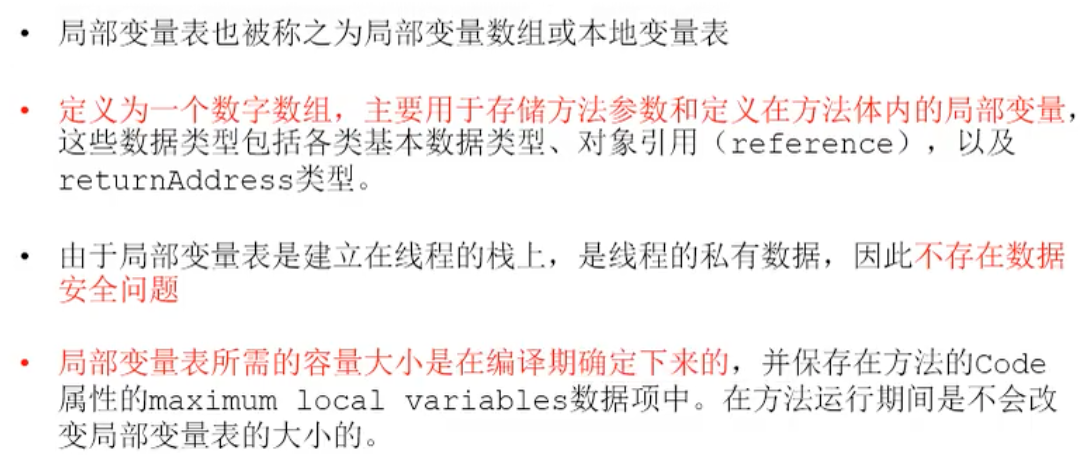 • 局部变量表也被称之为局部变量数组或本地变量表
• 定义为一个数字数组，主要用于存储方法参数和定义在方法体内的局部变量，
这些数据类型包括各类基本数据类型、对象引用（reference），以及
returnAddress类型。
• 由于局部变量表是建立在线程的栈上，是线程的私有数据，因此不存在数据
安全问题
• 局部变量表所需的容量大小是在编译期确定下来的，并保存在方法的Code
属性的maximum local variables数据项中。在方法运行期间是不会改
变局部变量表的大小的。